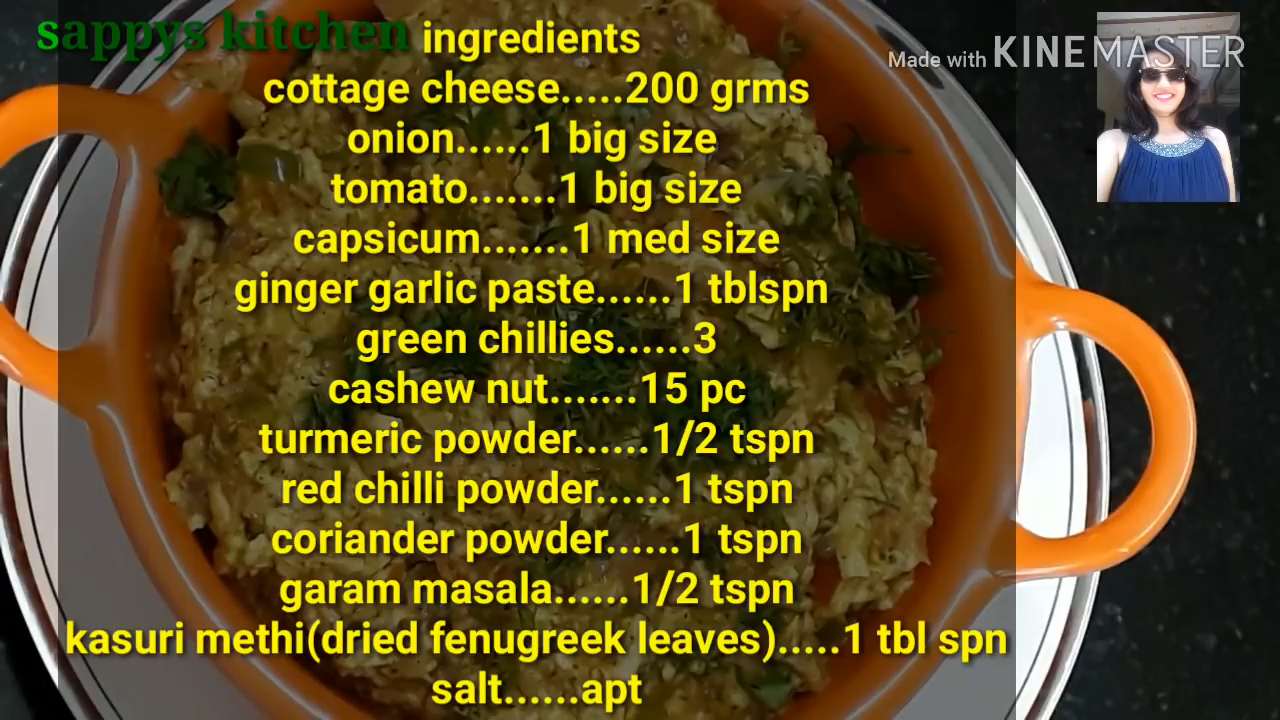 sappys kitchen ingredients
Made with KINEMASTER
cottage cheese.....200 grms
onion......1 big size
tomato.......1 big size
capsicum.......1 med size
ginger garlic paste......1 tblspn
green chillies......3
cashew nut.......15 pc
turmeric powder......1/2 tspn
red chilli powder......1 tspn
coriander powder......1 tspn
garam masala......1/2 tspn
kasuri methi(dried fenugreek leaves).....1 tbl spn
salt......apt